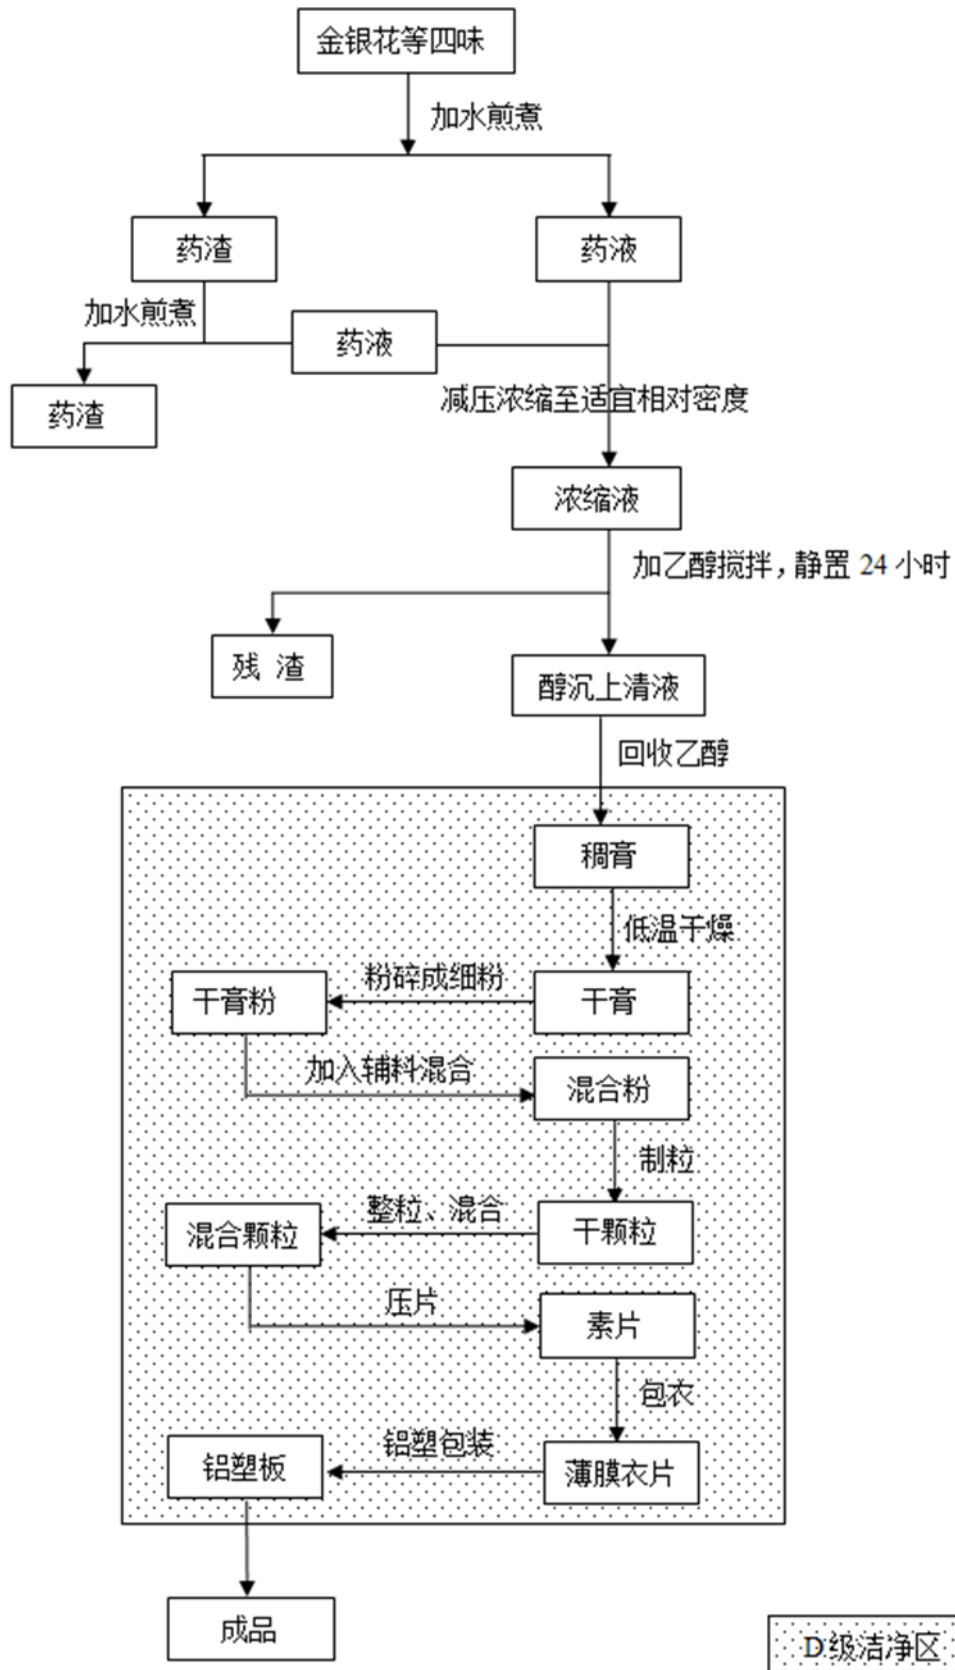 金银花等四味
加水煎煮
药渣
药液
加水煎煮
药液
药渣
减压浓缩至适宜相对密度
浓缩液
加乙醇搅拌，静置 24 小时
残 渣
醇沉上清液
回收乙醇
稠膏
低温干燥
粉碎成细粉
干膏粉
干膏
加入辅料混合
混合粉
制粒
整粒、混合
混合颗粒
干颗粒
压片
素片
包衣
铝塑包装
铝塑板
薄膜衣片
成品
D级洁净区